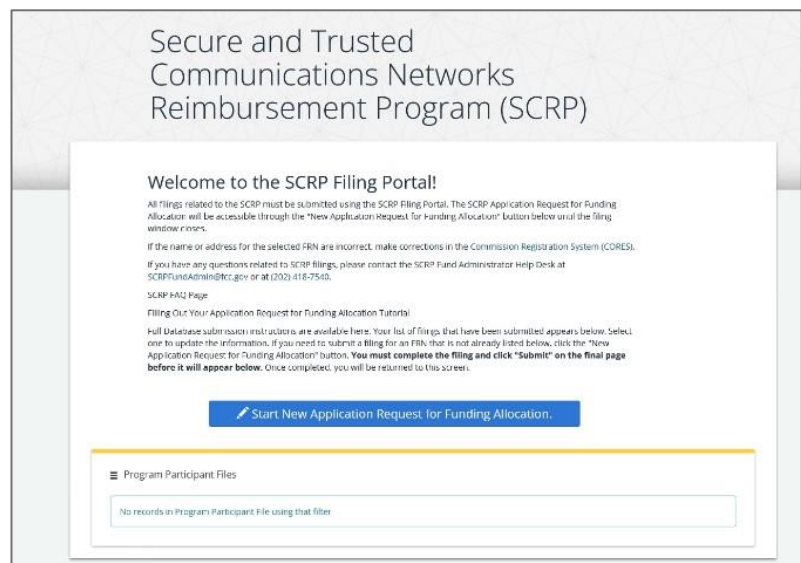 Secure and Trusted
Communications Networks
Reimbursement Program (SCRP)
Welcome to the SCRP Filing Portal!
All filings related to the SCRP must be submitted using the SCRP Filing Portal. The SCRP Application Request for Funding
Allocation will be accessible through the "New Application Request for Funding Allocation" button below until the filing
window closes.
If the name or address for the selected FRN are incorrect, make corrections in the Commission Registration System (CORES).
If you have any questions related to SCRP filings, please contact the SCRP Fund Administrator Help Desk at
SCRPFundAdmin@fcc.gov or at (202) 418-7540.
SCRP FAQ Page
Filling Out Your Application Request for Funding Allocation Tutorial
Full Database submission instructions are available here. Your list of filings that have been submitted appears below. Select
one to update the information. If you need to submit a filing for an FRN that is not already listed below, click the "New
Application Request for Funding Allocation" button. You must complete the filing and click "Submit" on the final page
before it will appear below. Once completed, you will be returned to this screen.
Start New Application Request for Funding Allocation.
Program Participant Files
No records in Program Participant File using that filter